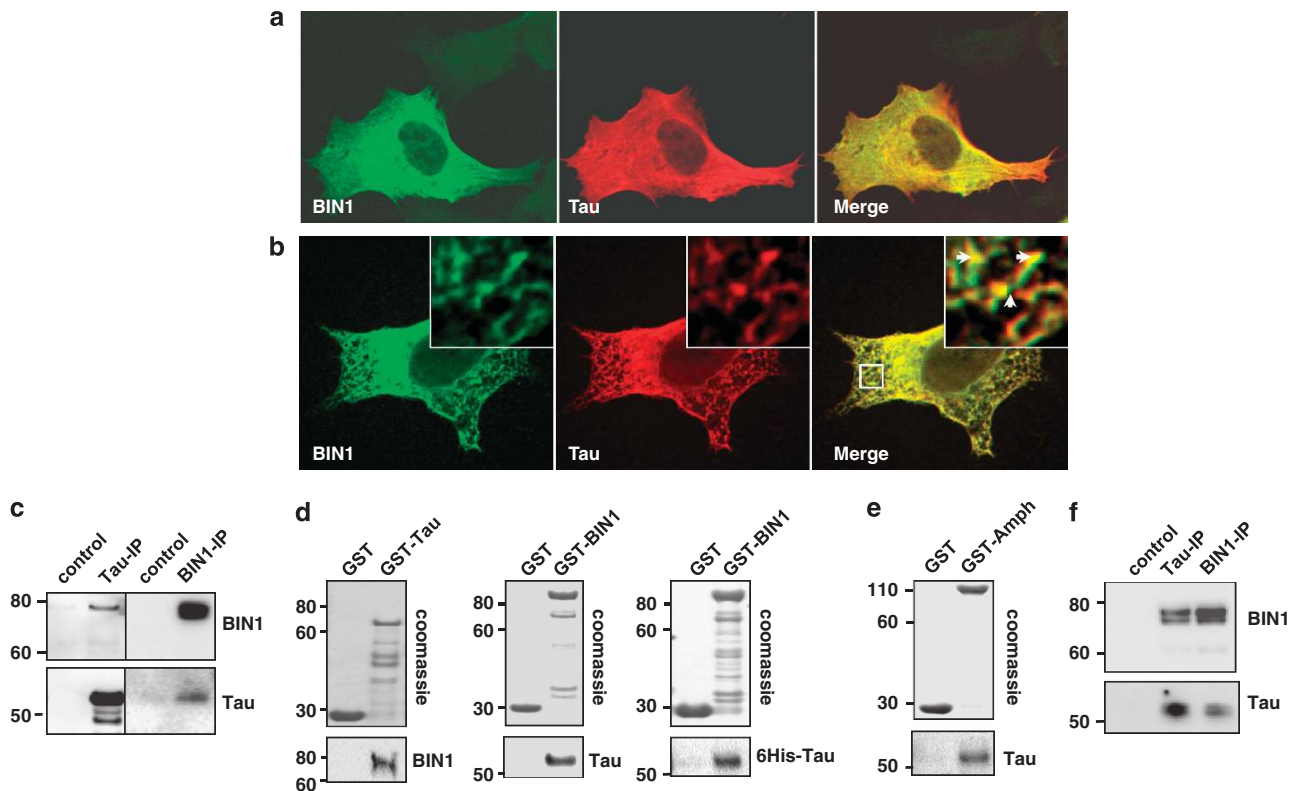 a
BIN1
Tau
Merge
b
BIN1
Tau
Merge
c
control
Tau-IP
control
BIN1-IP
80
60
BIN1
50
Tau
d
GST
GST-Tau
80
60
30
coomassie
80
60
BIN1
GST
GST-BIN1
80
60
30
coomassie
50
Tau
GST
GST-BIN1
80
60
30
coomassie
50
6His-Tau
e
GST
GST-Amph
110
60
30
coomassie
50
Tau
f
control
Tau-IP
BIN1-IP
80
60
BIN1
50
Tau